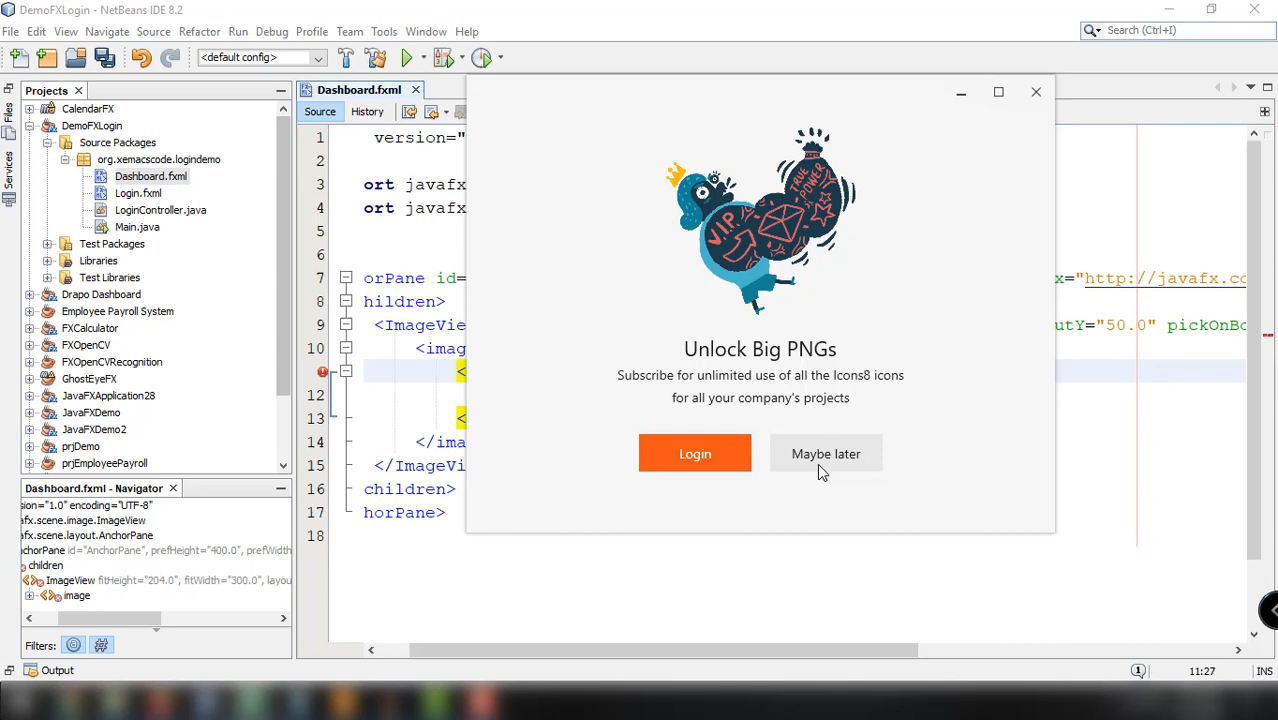 DemoFXLogin - NetBeans IDE 8.2
File Edit View Navigate Source Refactor Run Debug Profile Team Tools Window Help
Search (Ctrl+I)
<default config>
Projects
Dashboard.fxml
Source History
Files
Services
CalendarFX
DemoFXLogin
Source Packages
org.xemacscode.logindemo
Dashboard.fxml
Login.fxml
LoginController.java
Main.java
Test Packages
Libraries
Test Libraries
Drapo Dashboard
Employee Payroll System
FXCalculator
FXOpenCV
FXOpenCVRecognition
GhostEyeFX
JavaFXApplication28
JavaFXDemo
JavaFXDemo2
prjDemo
prjEmployeePayroll
Dashboard.fxml - Navigator
sion="1.0" encoding="UTF-8"
afx.scene.image.ImageView
afx.scene.layout.AnchorPane
nchorPane id="AnchorPane", prefHeight="400.0", prefWidth
children
ImageView fitHeight="204.0", fitWidth="300.0", layou
image
Filters:
Output
1 version="
2
3 ort javafx
4 ort javafx
5
6
7 orPane id= x="http://javafx.co
8 hildren>
9 <ImageVie utY="50.0" pickOnBo
10 <imag
<
12
13 <
14 </ima
15 </ImageVi
16 children>
17 horPane>
18
V.I.P.
TRUE
POWER
Unlock Big PNGs
Subscribe for unlimited use of all the Icons8 icons
for all your company's projects
Login Maybe later
1
11:27
INS